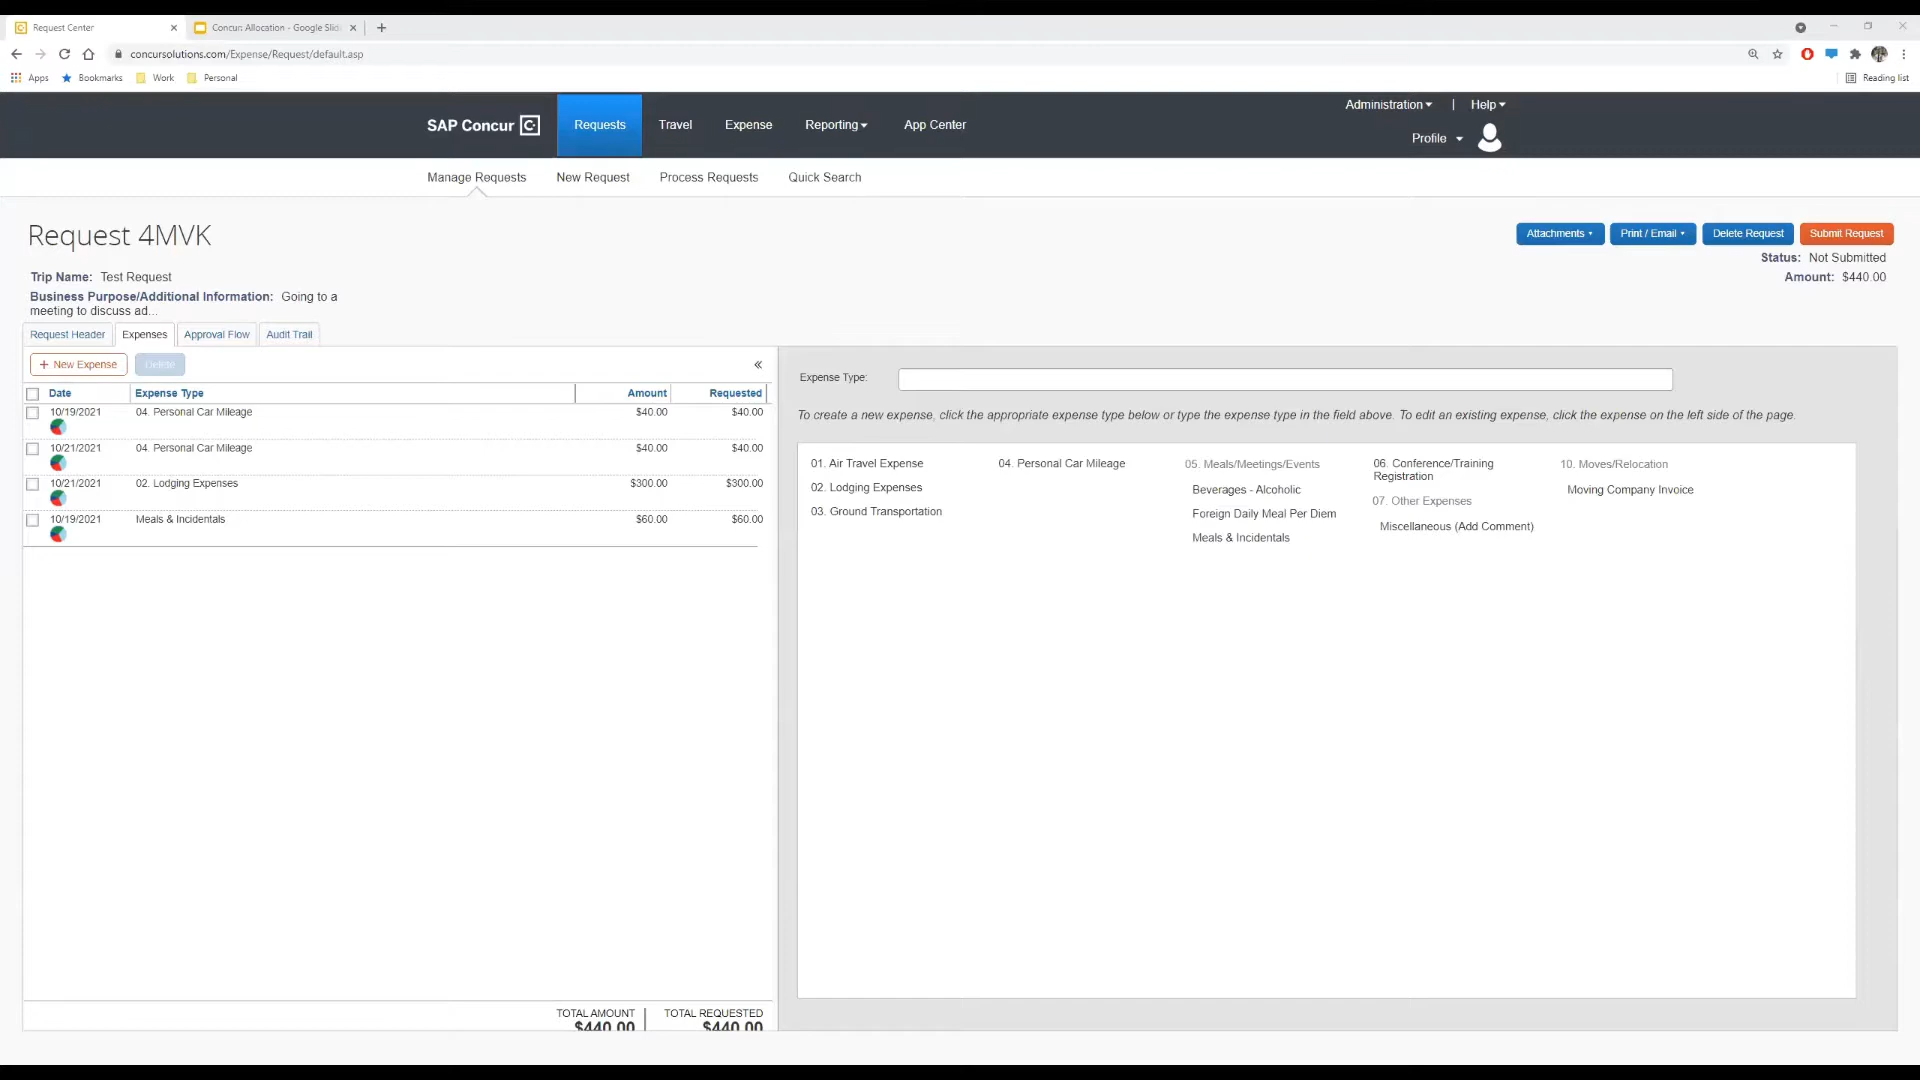 Request Center
Concur: Allocation - Google Slid
concursolutions.com/Expense/Request/default.asp
Apps
Bookmarks
Work
Personal
Reading list
SAP Concur
Requests
Travel
Expense
Reporting
App Center
Administration
|
Help
Profile
Manage Requests
New Request
Process Requests
Quick Search
Request 4MVK
Attachments
Print / Email
Delete Request
Submit Request
Status: Not Submitted
Amount: $440.00
Trip Name: Test Request
Business Purpose/Additional Information: Going to a
meeting to discuss ad...
Request Header
Expenses
Approval Flow
Audit Trail
+ New Expense
Delete
«
Date Expense Type Amount Requested
10/19/2021 04. Personal Car Mileage $40.00 $40.00
10/21/2021 04. Personal Car Mileage $40.00 $40.00
10/21/2021 02. Lodging Expenses $300.00 $300.00
10/19/2021 Meals & Incidentals $60.00 $60.00
TOTAL AMOUNT
$440.00
TOTAL REQUESTED
$440.00
Expense Type:
To create a new expense, click the appropriate expense type below or type the expense type in the field above. To edit an existing expense, click the expense on the left side of the page.
01. Air Travel Expense
02. Lodging Expenses
03. Ground Transportation
04. Personal Car Mileage
05. Meals/Meetings/Events
Beverages - Alcoholic
Foreign Daily Meal Per Diem
Meals & Incidentals
06. Conference/Training
Registration
07. Other Expenses
Miscellaneous (Add Comment)
10. Moves/Relocation
Moving Company Invoice